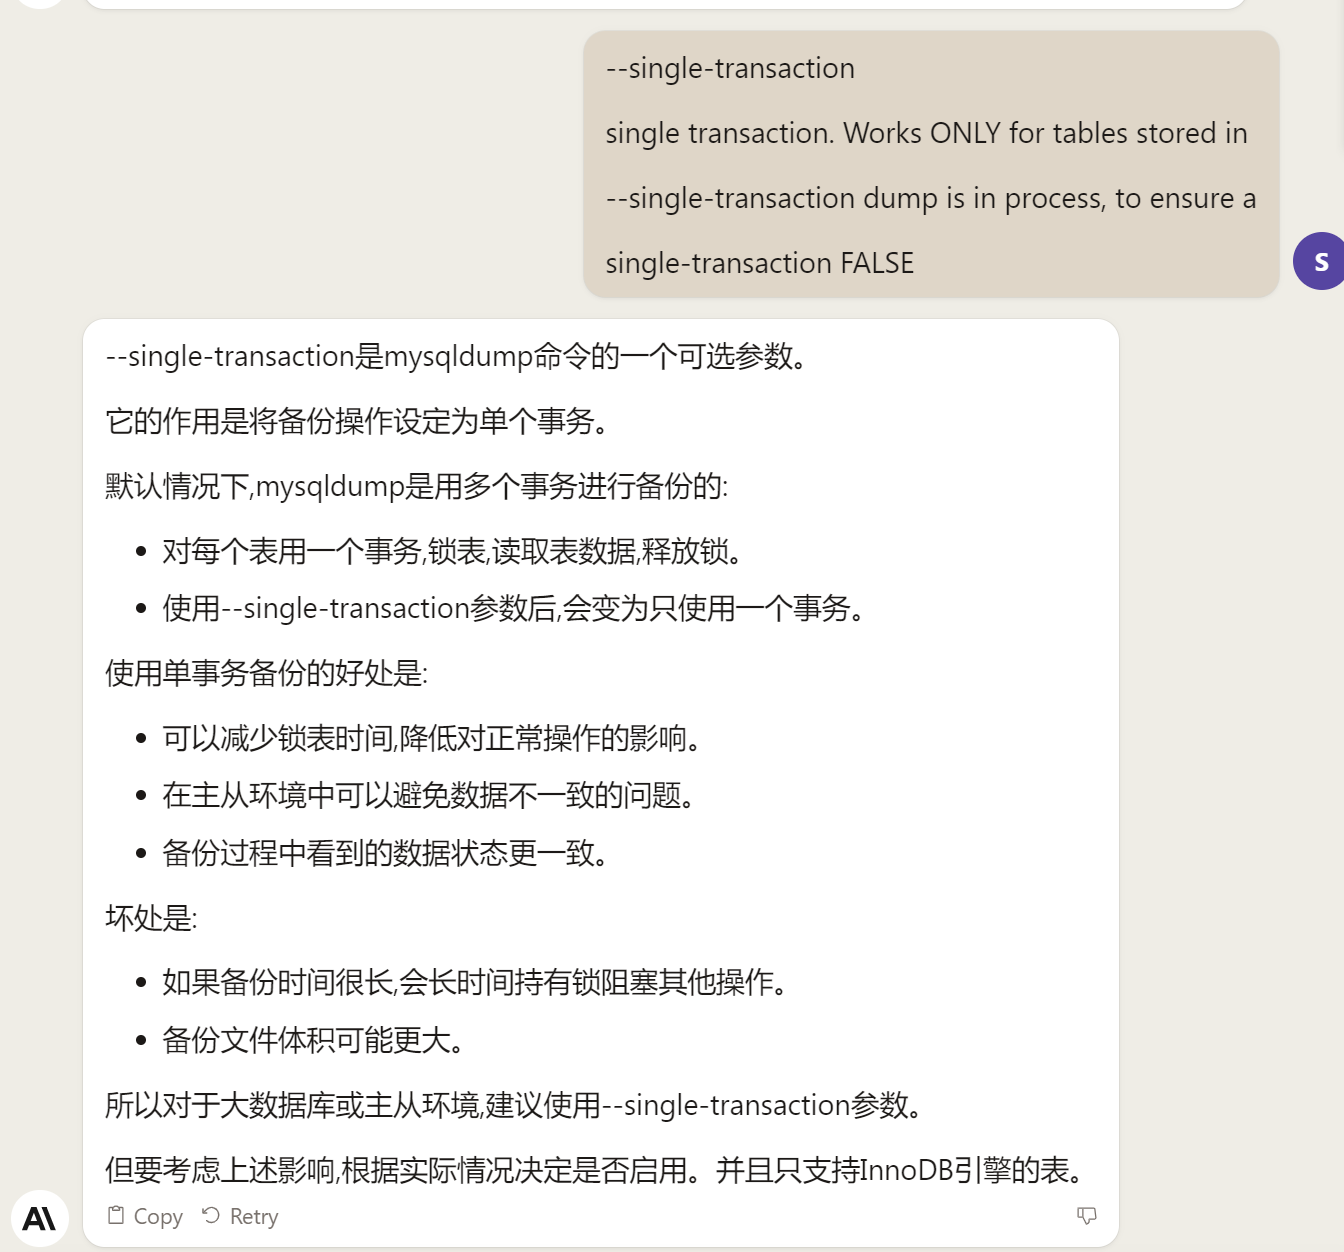 --single-transaction
single transaction. Works ONLY for tables stored in
--single-transaction dump is in process, to ensure a
single-transaction FALSE
S
--single-transaction是mysqldump命令的一个可选参数。
它的作用是将备份操作设定为单个事务。
默认情况下,mysqldump是用多个事务进行备份的:
• 对每个表用一个事务,锁表,读取表数据,释放锁。
• 使用--single-transaction参数后,会变为只使用一个事务。
使用单事务备份的好处是:
• 可以减少锁表时间,降低对正常操作的影响。
• 在主从环境中可以避免数据不一致的问题。
• 备份过程中看到的数据状态更一致。
坏处是:
• 如果备份时间很长,会长时间持有锁阻塞其他操作。
• 备份文件体积可能更大。
所以对于大数据库或主从环境,建议使用--single-transaction参数。
但要考虑上述影响,根据实际情况决定是否启用。并且只支持InnoDB引擎的表。
A\
Copy Retry